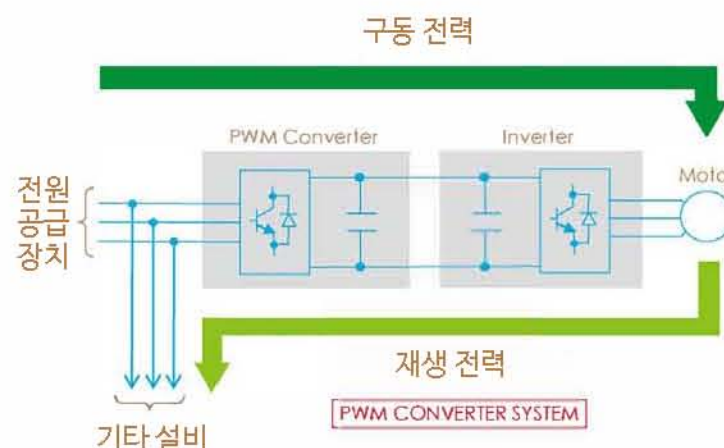 구동 전력
PWM Converter
Inverter
전원
공급
장치
Moto
재생 전력
PWM CONVERTER SYSTEM
기타 설비